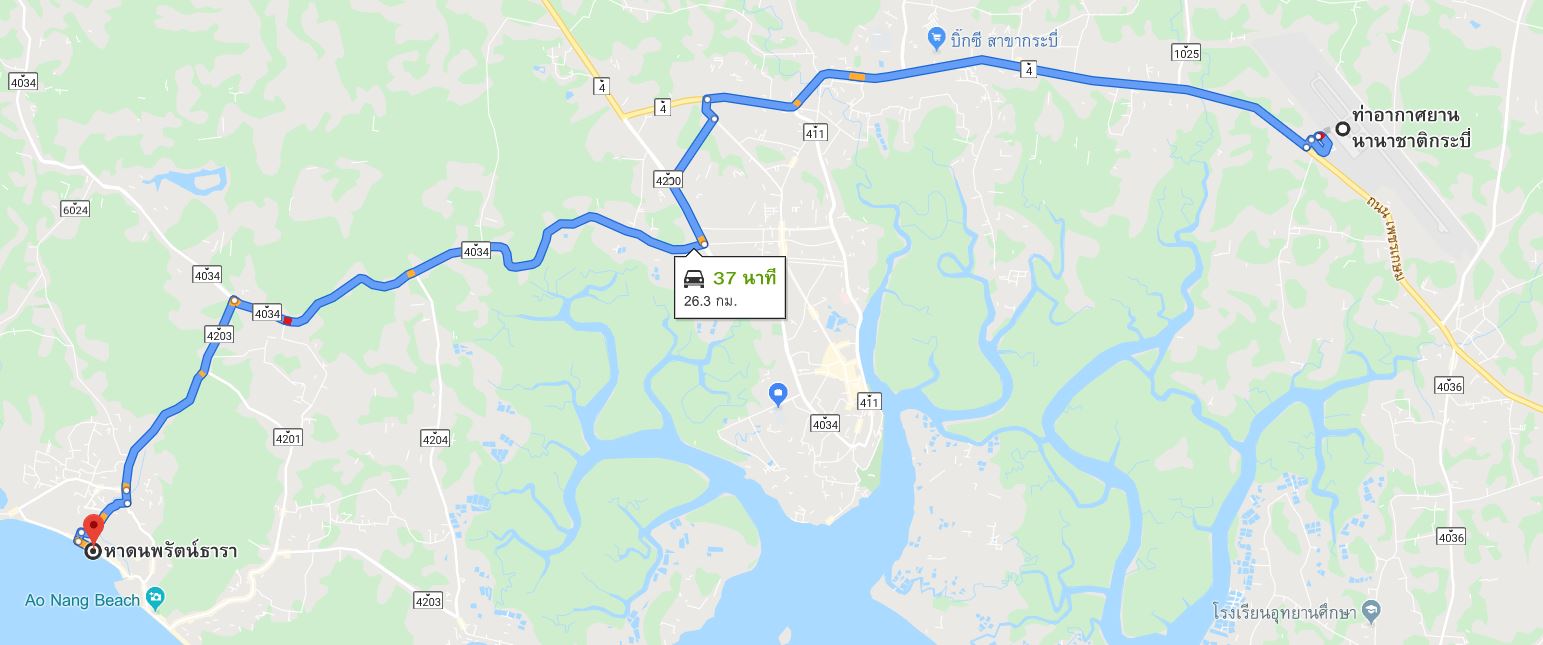 บิ๊กซี สาขากระบี่
4034
1025
4
4
4
ท่าอากาศยาน
นานาชาติกระบี่
411
4200
6024
ถนน เพชรเกษม
4034
4034
37 นาที
26.3 กม.
4034
4203
4036
411
4034
4201
4204
4036
หาดนพรัตน์ธารา
Ao Nang Beach
4203
โรงเรียนอุทยานศึกษา